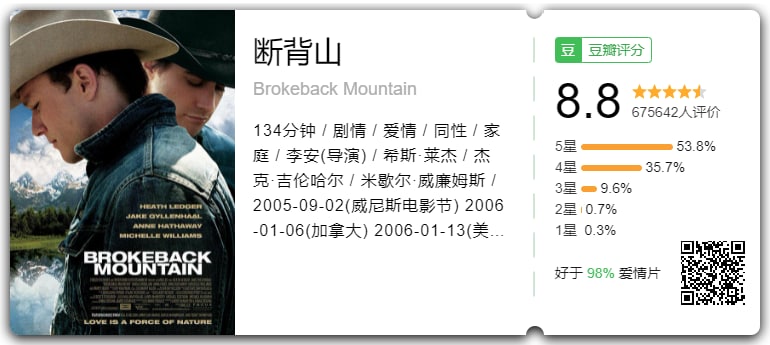 HEATH LEDGER
JAKE GYLLENHAAL
ANNE HATHAWAY
MICHELLE WILLIAMS
BROKEBACK
MOUNTAIN
LOVE IS A FORCE OF NATURE
断背山
Brokeback Mountain
134分钟 / 剧情 / 爱情 / 同性 / 家
庭 / 李安(导演) / 希斯·莱杰 / 杰
克·吉伦哈尔 / 米歇尔·威廉姆斯 /
2005-09-02(威尼斯电影节) 2006
-01-06(加拿大) 2006-01-13(美...
豆 豆瓣评分
8.8
675642人评价
5星 53.8%
4星 35.7%
3星 9.6%
2星 0.7%
1星 0.3%
好于 98% 爱情片